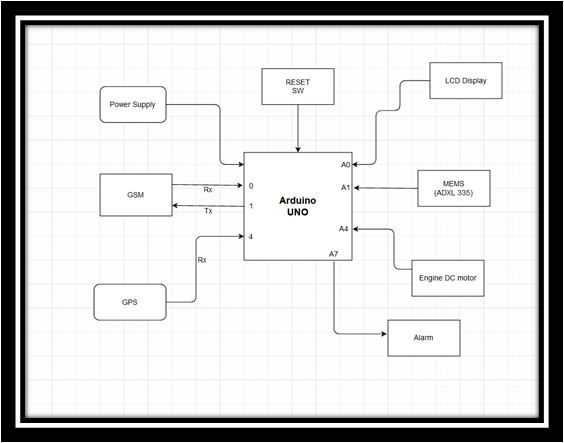 RESET
SW
LCD Display
Power Supply
A0
GSM
Rx
0
Tx
1
Arduino
UNO
A1
MEMS
(ADXL 335)
4
A4
Rx
A7
Engine DC motor
GPS
Alarm